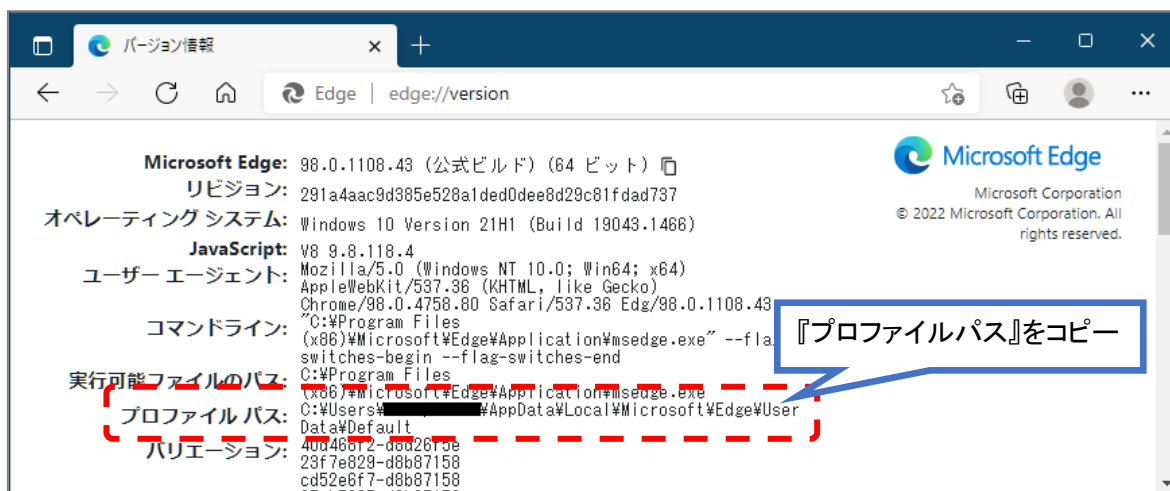 バージョン情報
Edge | edge://version
Microsoft Edge
Microsoft Corporation
© 2022 Microsoft Corporation. All
rights reserved.
Microsoft Edge: 98.0.1108.43 (公式ビルド) (64 ビット)
リビジョン: 291a4aac9d385e528a1ded0dee8d29c81fdad737
オペレーティング システム: Windows 10 Version 21H1 (Build 19043.1466)
JavaScript: V8 9.8.118.4
ユーザー エージェント: Mozilla/5.0 (Windows NT 10.0; Win64; x64)
AppleWebKit/537.36 (KHTML, like Gecko)
Chrome/98.0.4758.80 Safari/537.36 Edg/98.0.1108.43
コマンドライン: "C:¥Program Files
(x86)¥Microsoft¥Edge¥Application¥msedge.exe" --fla
switches-begin --flag-switches-end
『プロファイルパス』をコピー
実行可能ファイルのパス: C:¥Program Files
(x86)¥Microsoft¥Edge¥Application¥msedge.exe
プロファイル パス: C:¥Users¥ ¥AppData¥Local¥Microsoft¥Edge¥User
Data¥Default
バリエーション: 40d468f2-d8d26f5e
23f7e829-d8b87158
cd52e6f7-d8b87158